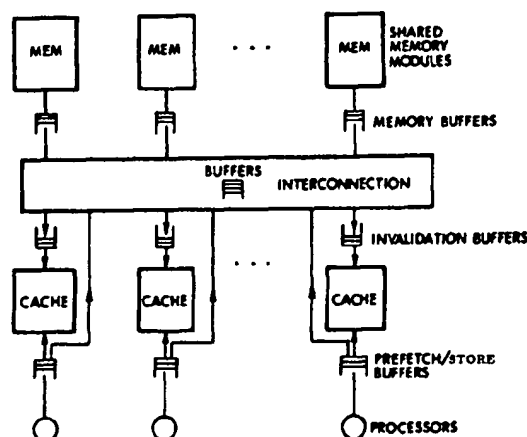 MEM
MEM
. . .
MEM
SHARED
MEMORY
MODULES
MEMORY BUFFERS
BUFFERS
INTERCONNECTION
INVALIDATION BUFFERS
. . .
CACHE
CACHE
CACHE
PREFETCH/STORE
BUFFERS
PROCESSORS